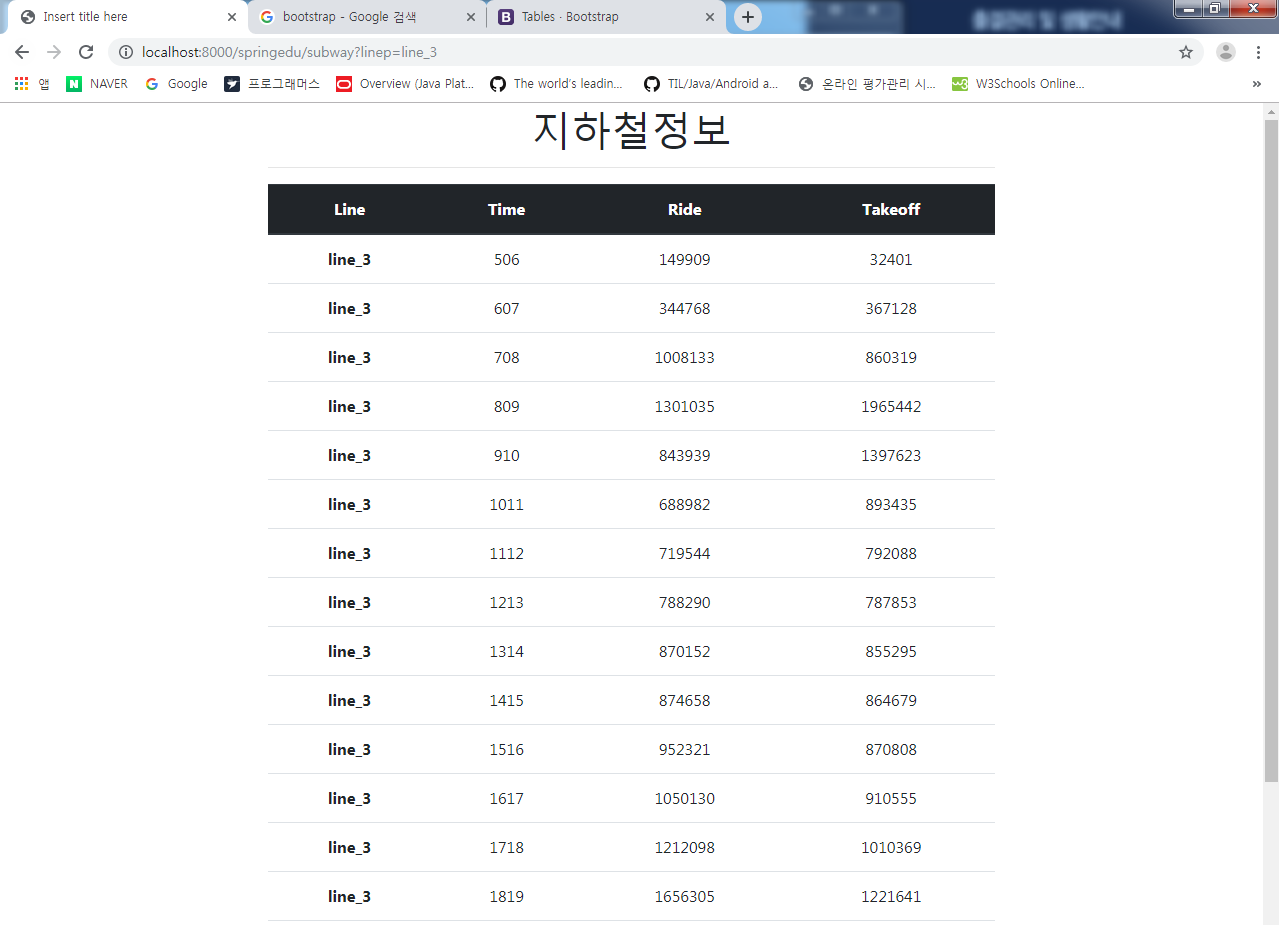 Insert title here
bootstrap - Google 검색
Tables · Bootstrap
localhost:8000/springedu/subway?linep=line_3
앱 NAVER Google 프로그래머스 Overview (Java Plat... The world's leadin... TIL/Java/Android a... 온라인 평가관리 시... W3Schools Online... »
지하철정보
Line Time Ride Takeoff
line_3 506 149909 32401
line_3 607 344768 367128
line_3 708 1008133 860319
line_3 809 1301035 1965442
line_3 910 843939 1397623
line_3 1011 688982 893435
line_3 1112 719544 792088
line_3 1213 788290 787853
line_3 1314 870152 855295
line_3 1415 874658 864679
line_3 1516 952321 870808
line_3 1617 1050130 910555
line_3 1718 1212098 1010369
line_3 1819 1656305 1221641